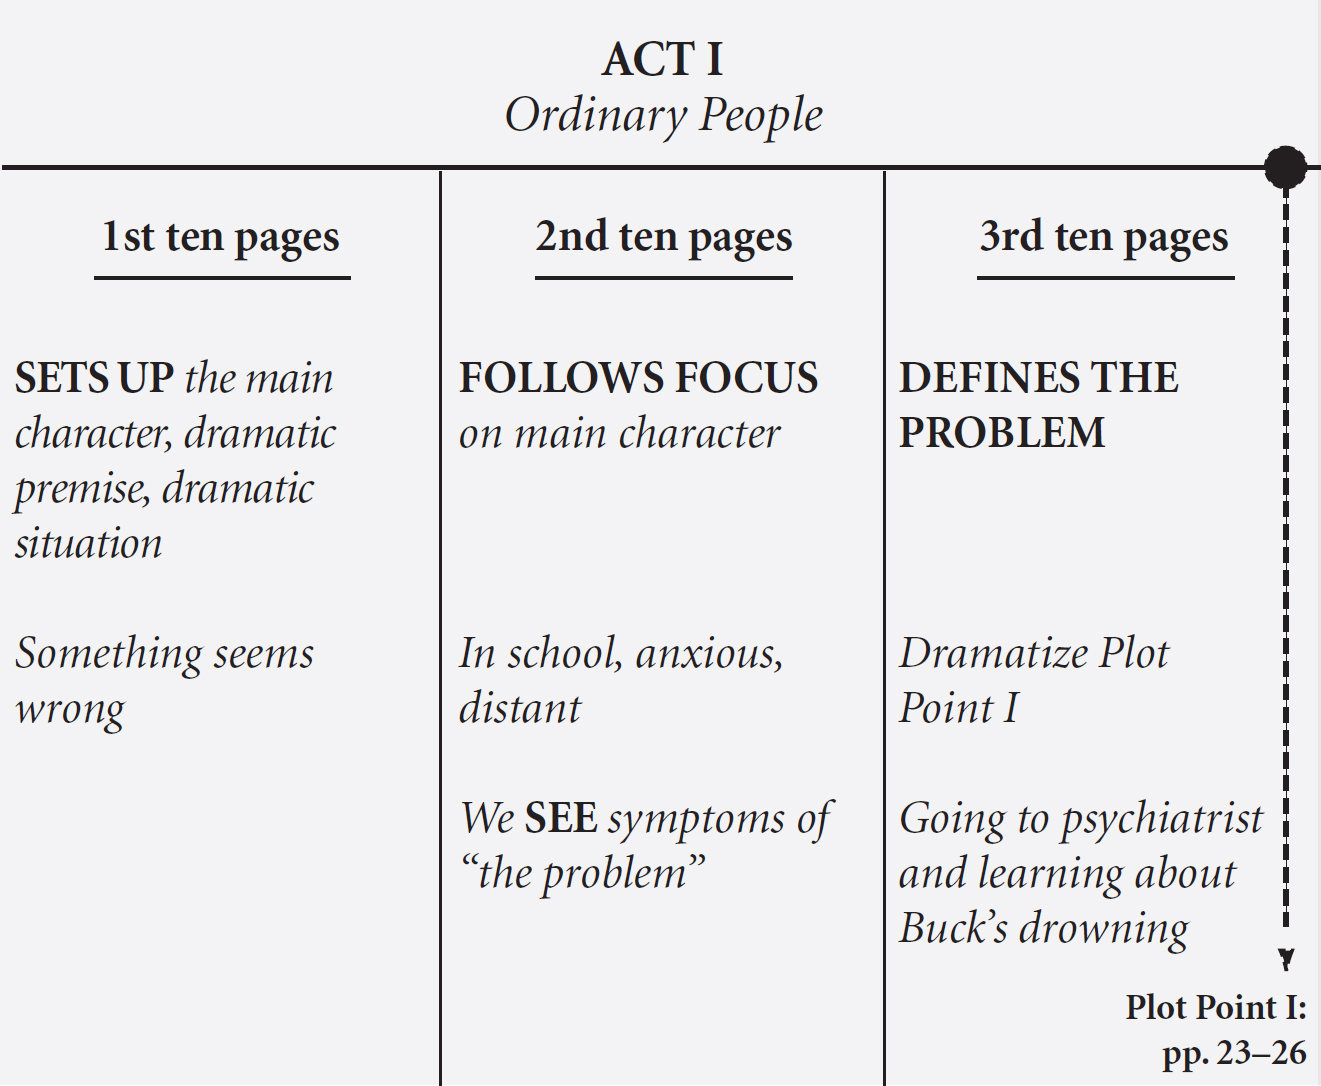 ACT I
Ordinary People
1st ten pages
SETS UP the main
character, dramatic
premise, dramatic
situation
Something seems
wrong
2nd ten pages
FOLLOWS FOCUS
on main character
In school, anxious,
distant
We SEE symptoms of
“the problem”
3rd ten pages
DEFINES THE
PROBLEM
Dramatize Plot
Point I
Going to psychiatrist
and learning about
Buck’s drowning
Plot Point I:
pp. 23–26